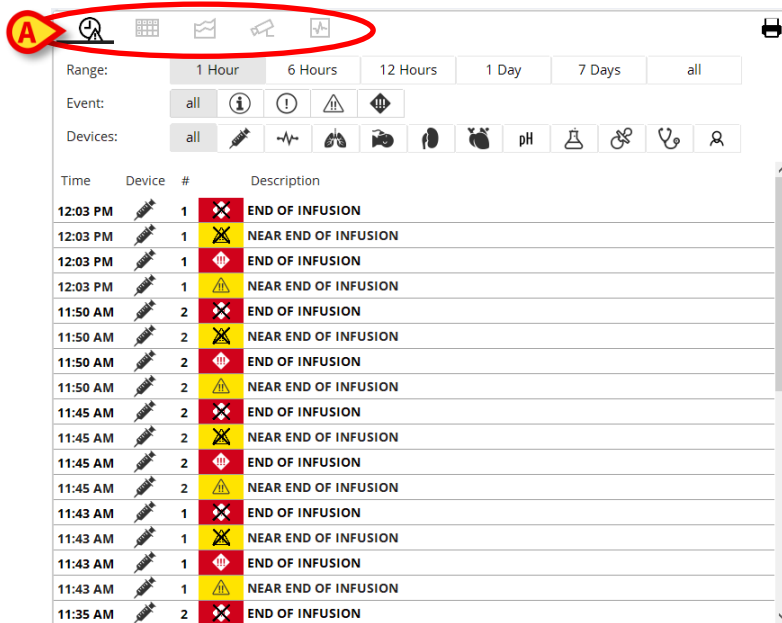 A
Range: 1 Hour 6 Hours 12 Hours 1 Day 7 Days all
Event: all
Devices: all pH
Time Device # Description
12:03 PM 1 END OF INFUSION
12:03 PM 1 NEAR END OF INFUSION
12:03 PM 1 !!! END OF INFUSION
12:03 PM 1 !! NEAR END OF INFUSION
11:50 AM 2 END OF INFUSION
11:50 AM 2 NEAR END OF INFUSION
11:50 AM 2 !!! END OF INFUSION
11:50 AM 2 !! NEAR END OF INFUSION
11:45 AM 2 END OF INFUSION
11:45 AM 2 NEAR END OF INFUSION
11:45 AM 2 !!! END OF INFUSION
11:45 AM 2 !! NEAR END OF INFUSION
11:43 AM 1 END OF INFUSION
11:43 AM 1 NEAR END OF INFUSION
11:43 AM 1 !!! END OF INFUSION
11:43 AM 1 !! NEAR END OF INFUSION
11:35 AM 2 END OF INFUSION